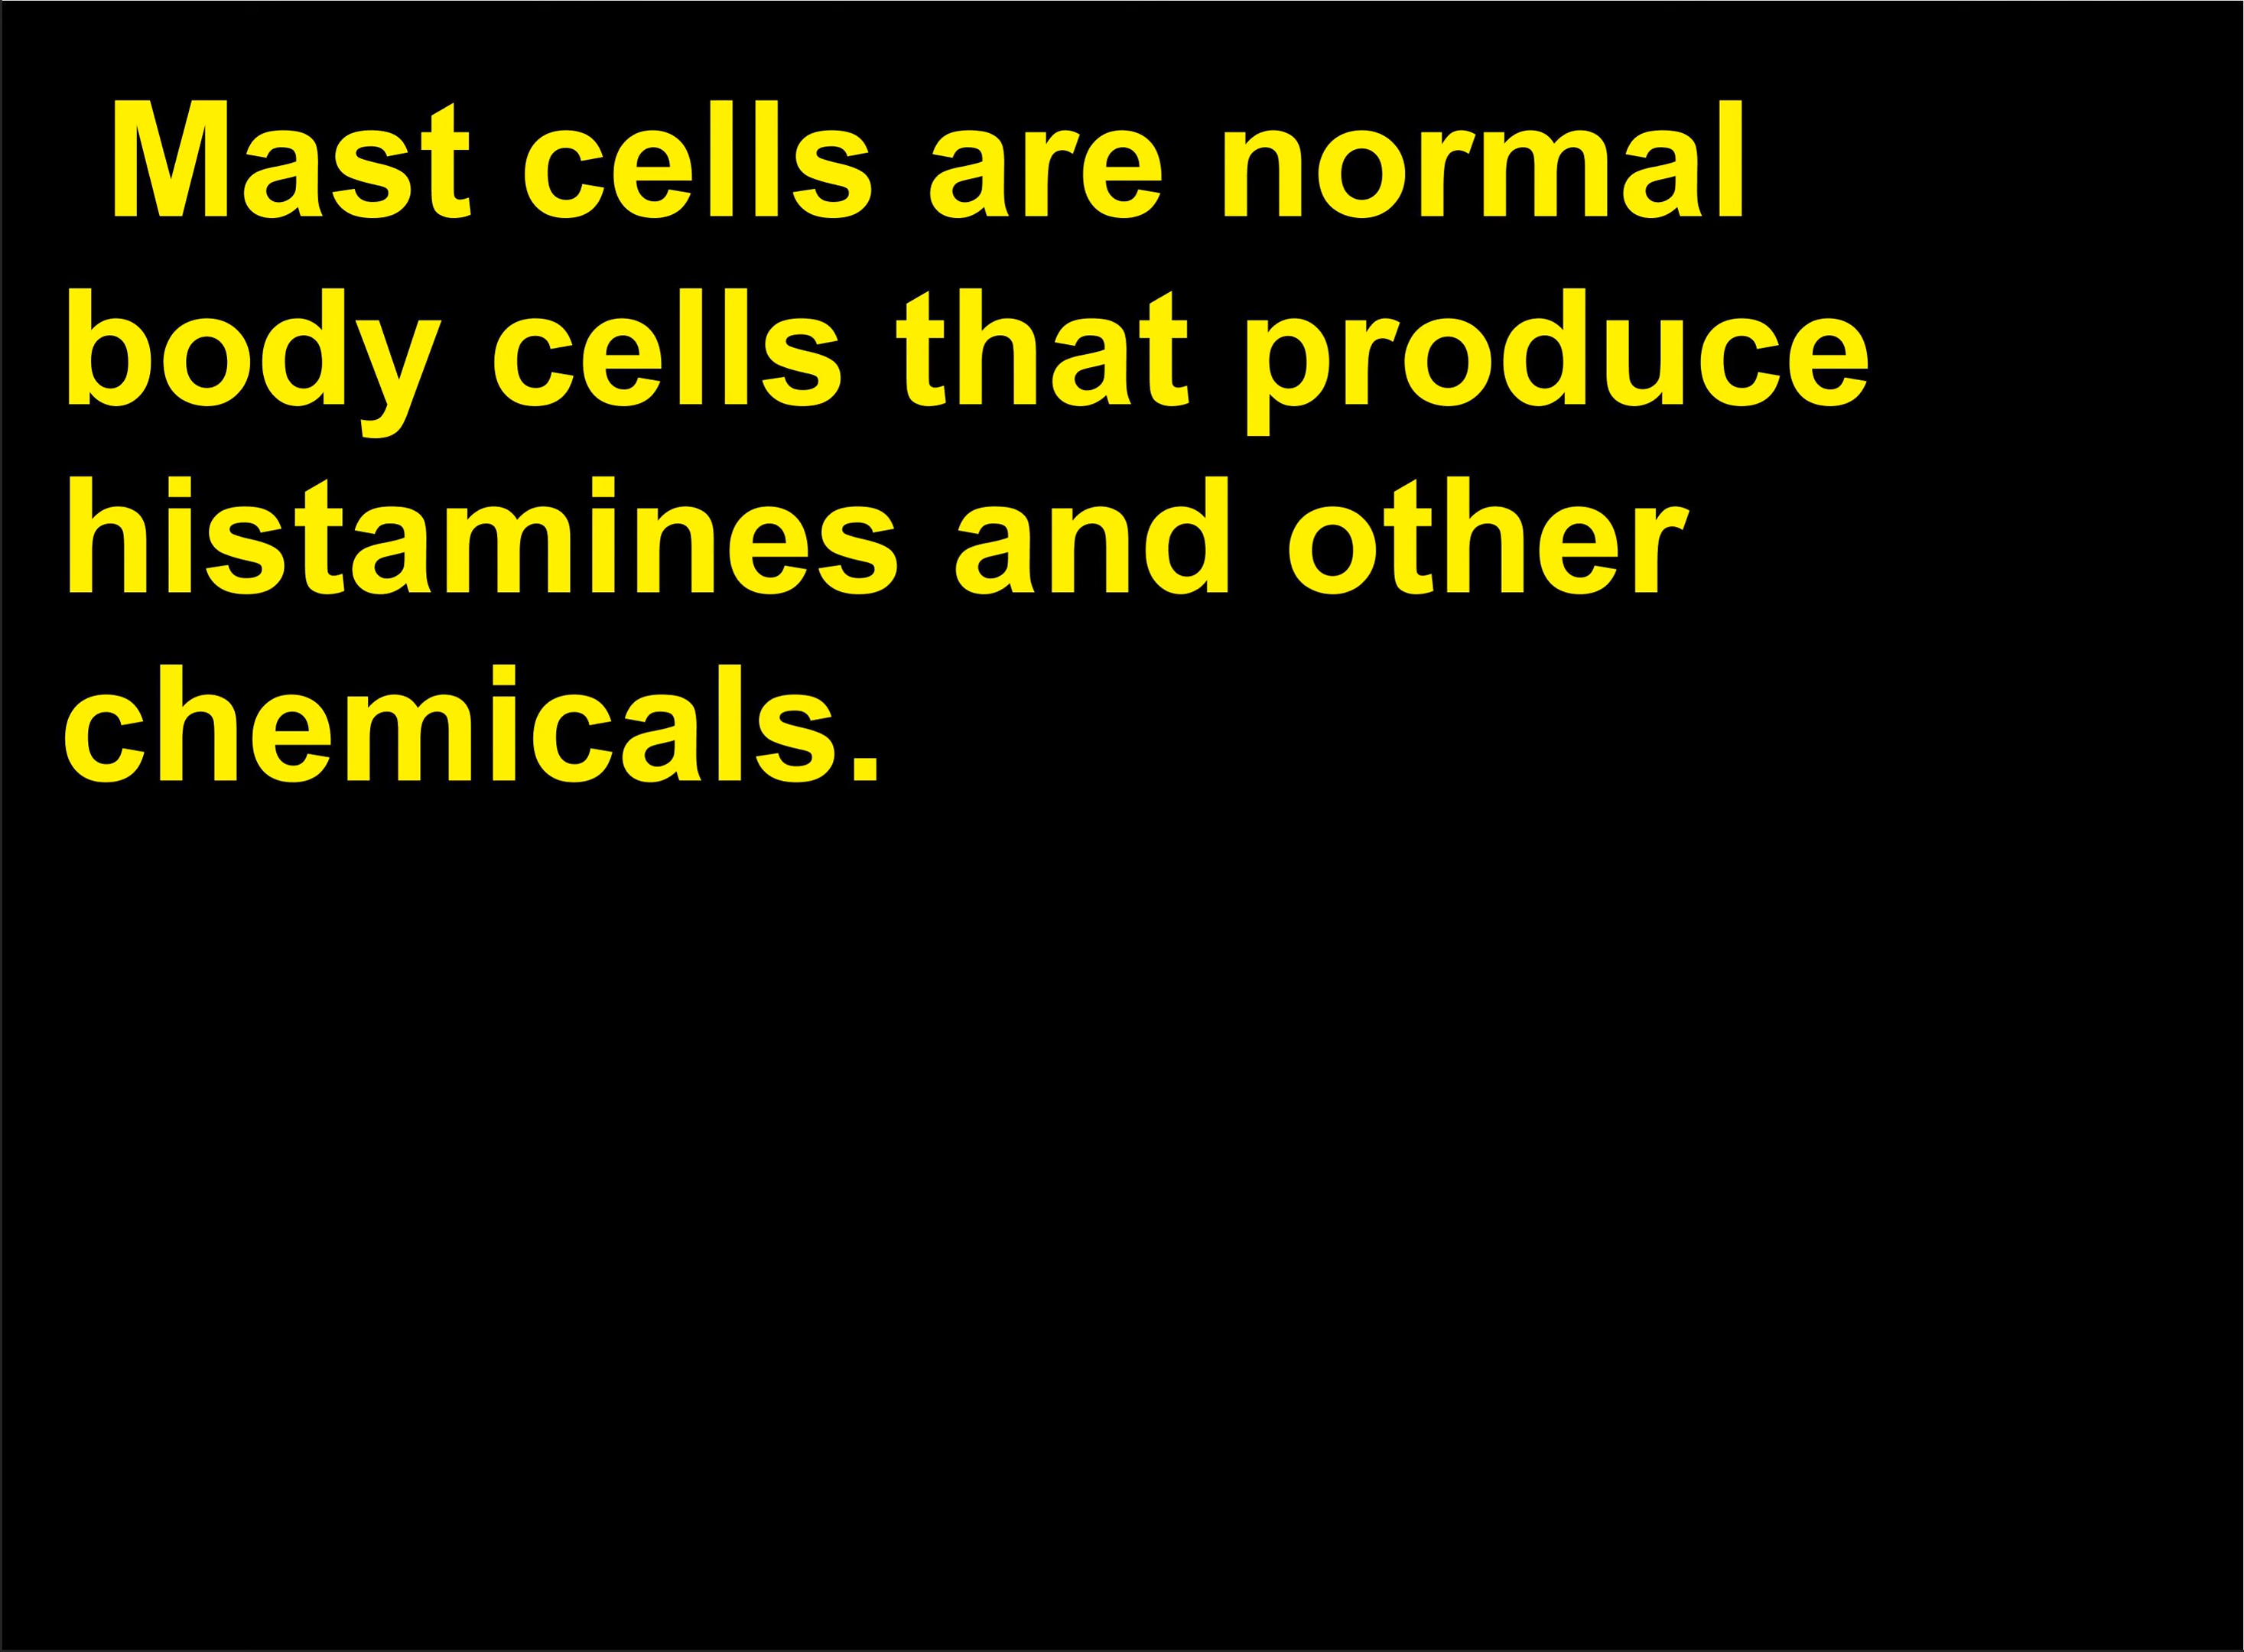 Mast cells are normal
body cells that produce
histamines and other
chemicals.